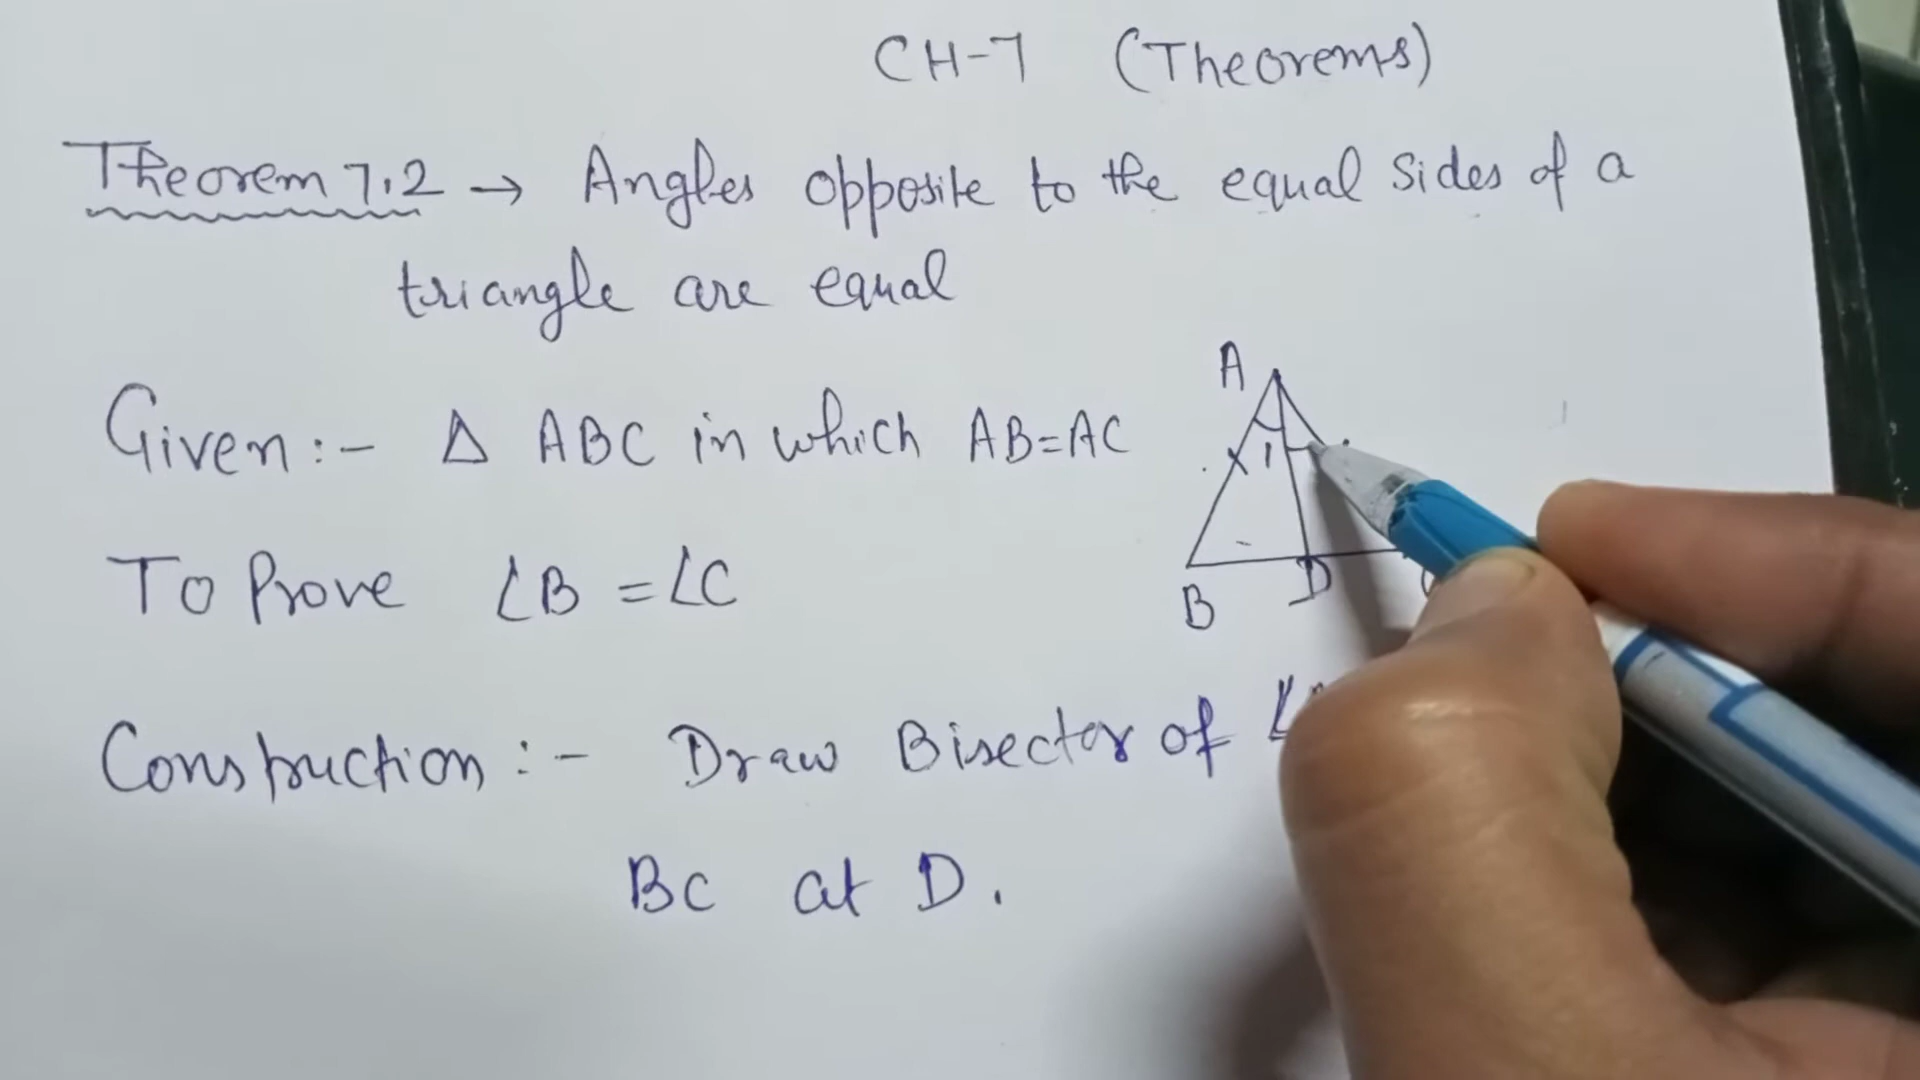 CH-7 (Theorems)
Theorem 7.2 → Angles opposite to the equal sides of a
triangle are equal
Given :- Δ ABC in which AB=AC
A
1
B
D
To Prove ∠B = ∠C
Construction :- Draw Bisector of ∠
BC at D.